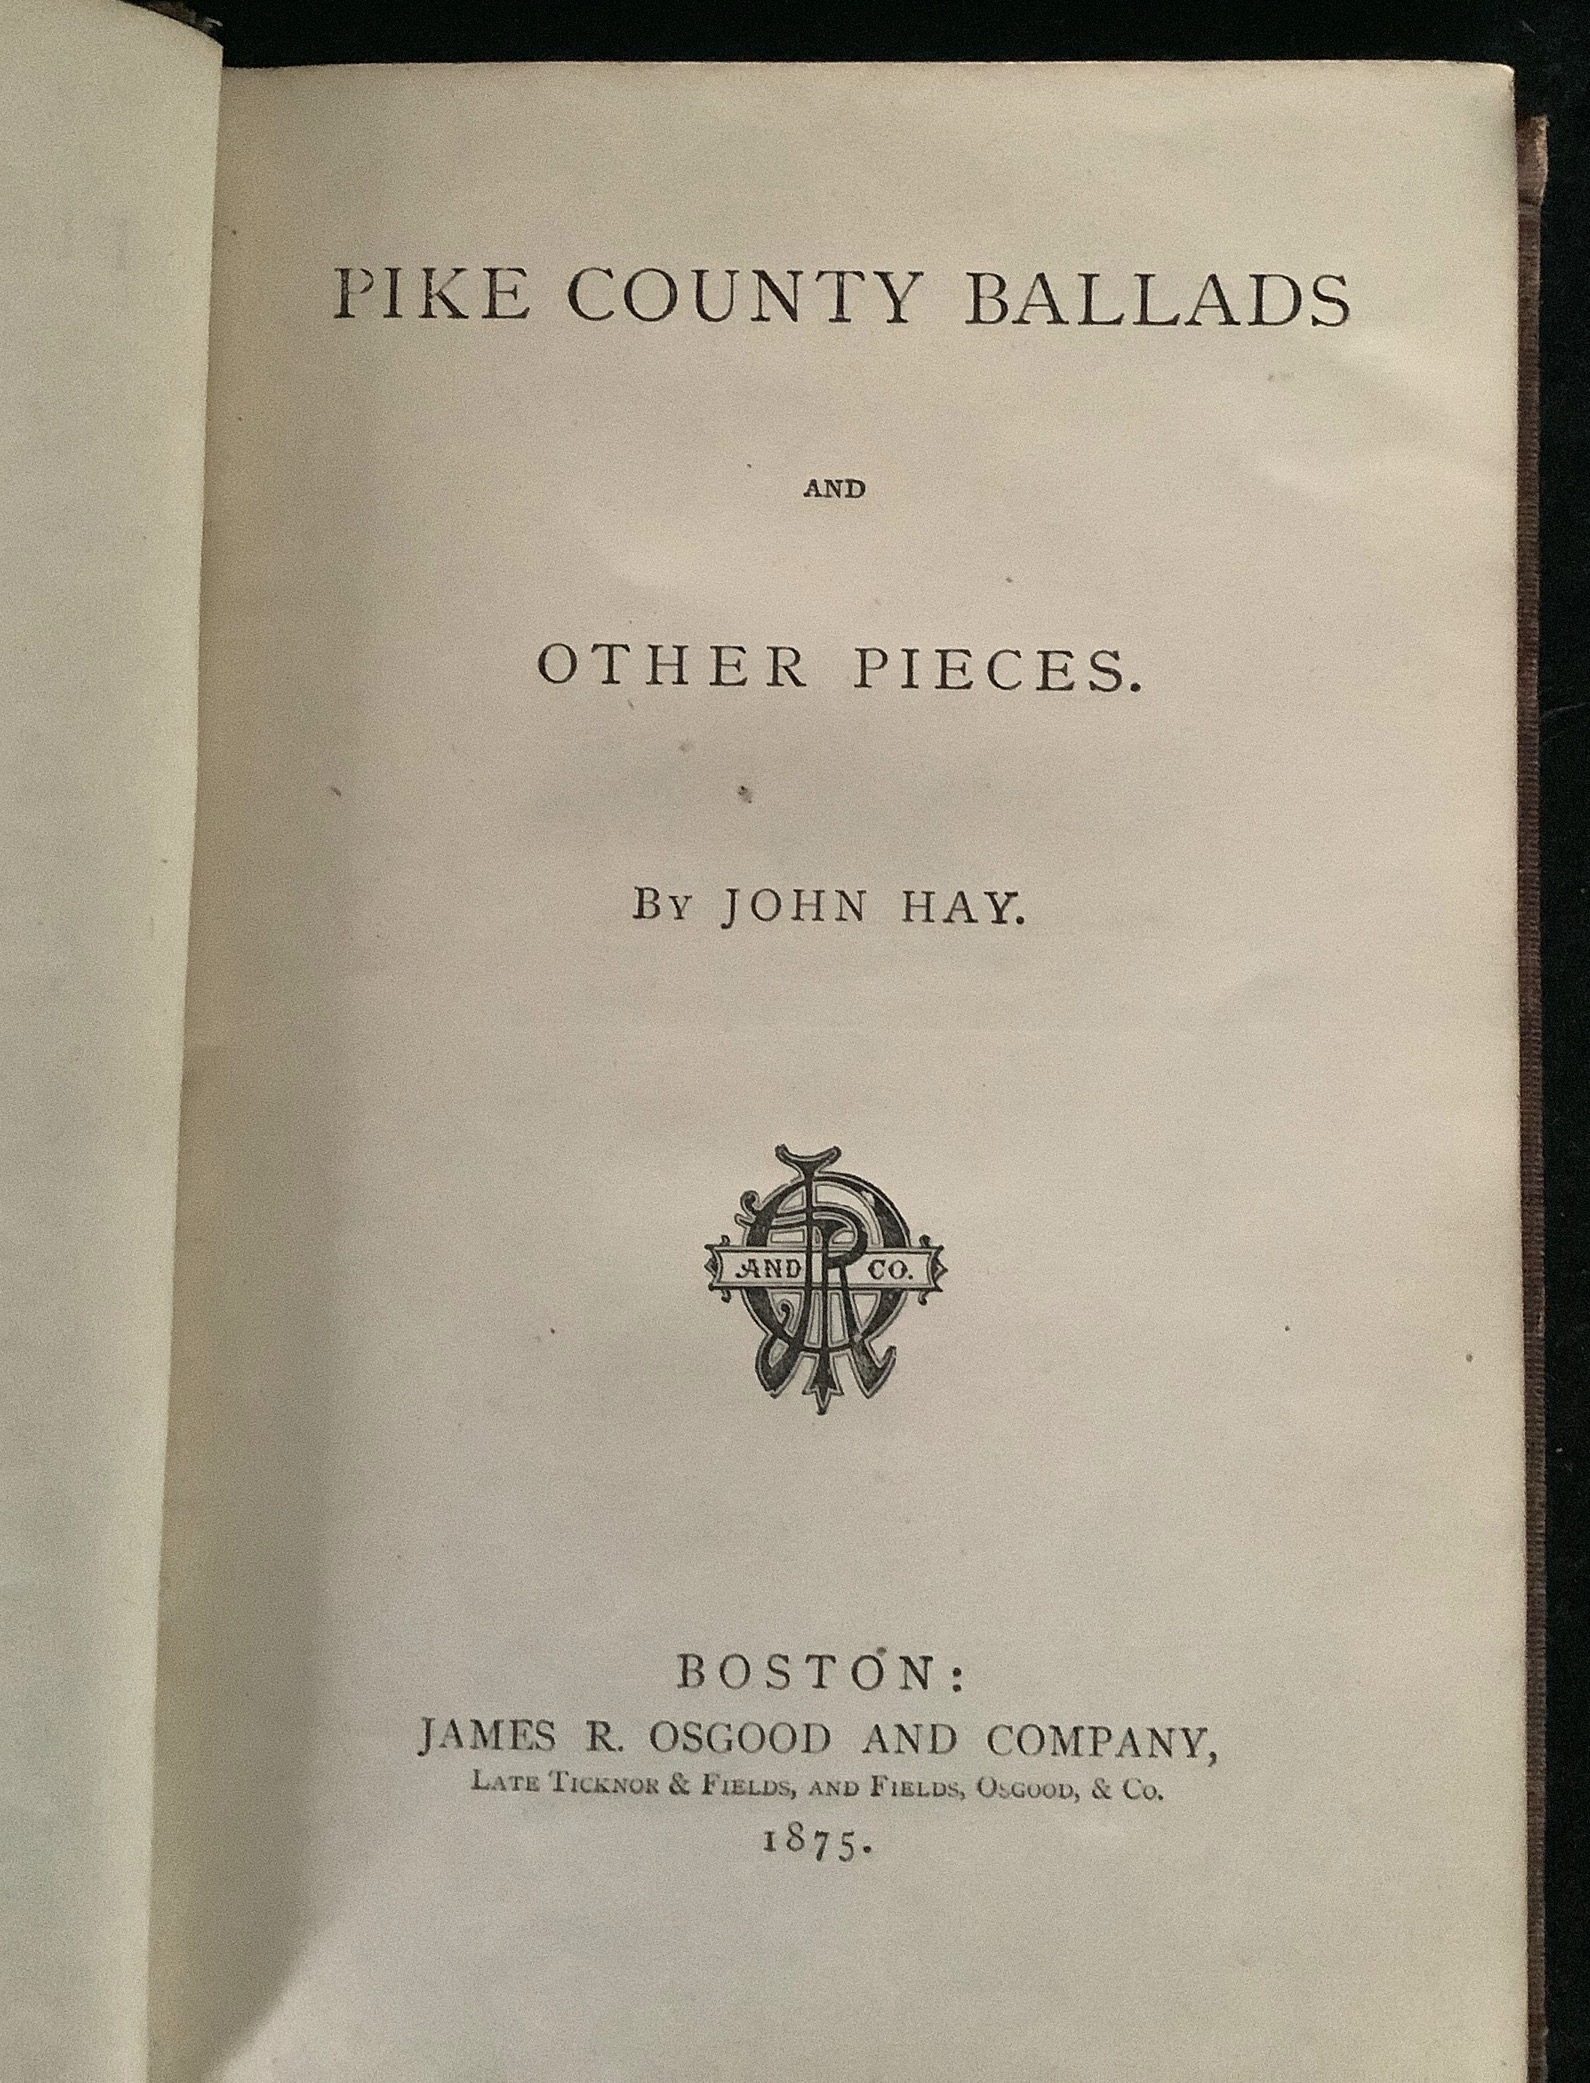 PIKE COUNTY BALLADS
AND
OTHER PIECES.
By JOHN HAY.
AND CO.
BOSTON:
JAMES R. OSGOOD AND COMPANY,
Late Ticknor & Fields, and Fields, Osgood, & Co.
1875.